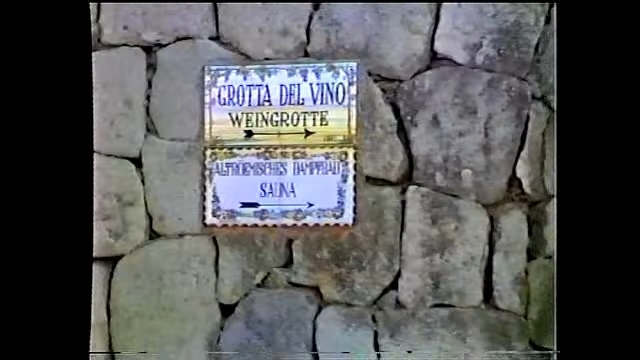 GROTTA DEL VINO
WEINGROTTE
ALTROEMISCHES DAMPFBAD
SAUNA